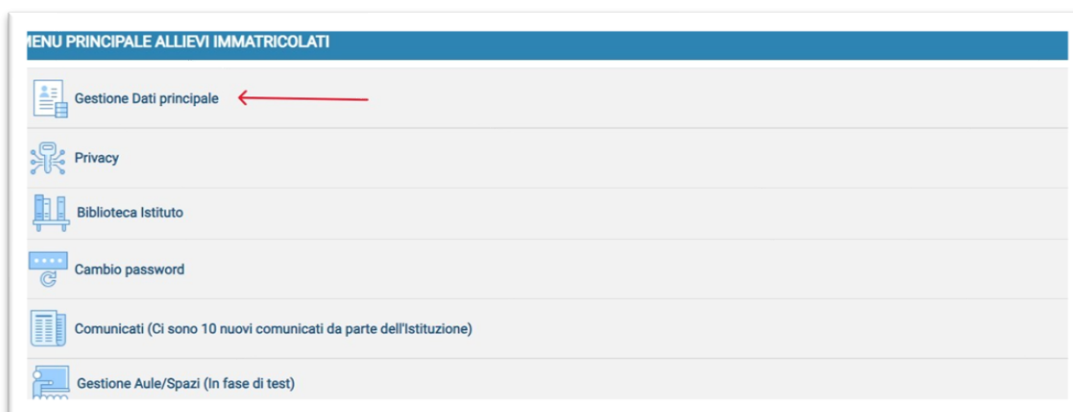 MENU PRINCIPALE ALLIEVI IMMATRICOLATI
Gestione Dati principale
Privacy
Biblioteca Istituto
Cambio password
Comunicati (Ci sono 10 nuovi comunicati da parte dell'Istituzione)
Gestione Aule/Spazi (In fase di test)